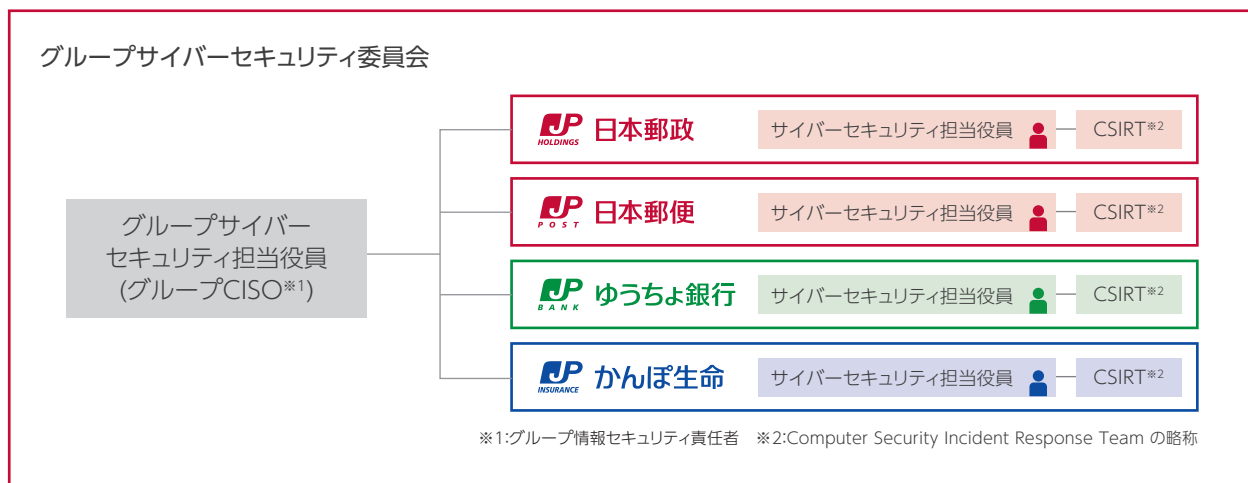 グループサイバーセキュリティ委員会
グループサイバー
セキュリティ担当役員
(グループCISO※1)
JP HOLDINGS 日本郵政 サイバーセキュリティ担当役員 CSIRT※2
JP POST 日本郵便 サイバーセキュリティ担当役員 CSIRT※2
JP BANK ゆうちょ銀行 サイバーセキュリティ担当役員 CSIRT※2
JP INSURANCE かんぽ生命 サイバーセキュリティ担当役員 CSIRT※2
※1:グループ情報セキュリティ責任者 ※2:Computer Security Incident Response Team の略称